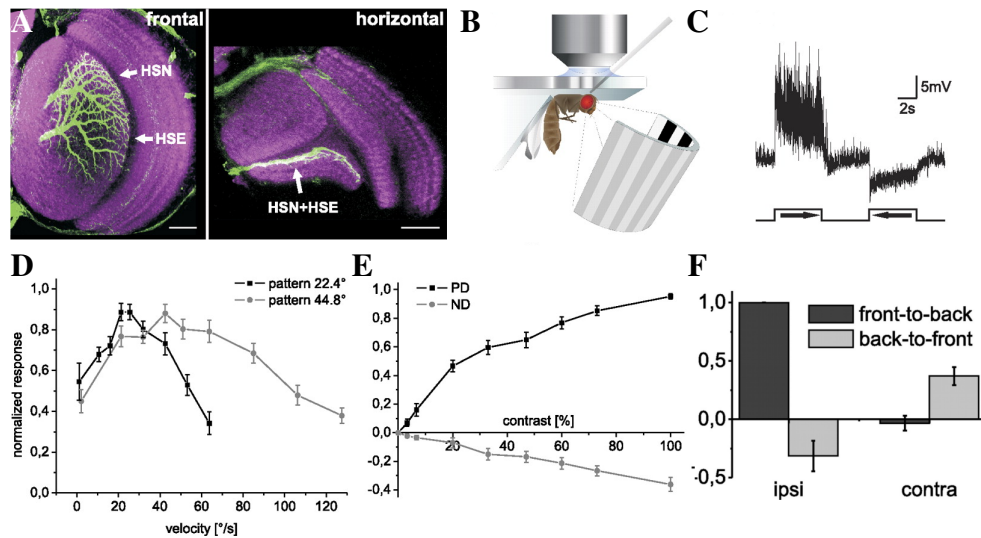 A
frontal
HSN
HSE
horizontal
HSN+HSE
B
C
5mV
2s
D
pattern 22.4°
pattern 44.8°
normalized response
1,0
0,8
0,6
0,4
0,2
0,0
0 20 40 60 80 100 120
velocity [°/s]
E
PD
ND
1,0
0,8
0,6
0,4
0,2
0,0
-0,2
-0,4
contrast [%]
20 40 60 80 100
F
front-to-back
back-to-front
1,0
0,5
0,0
-0,5
ipsi contra